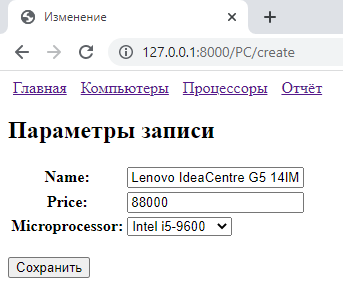 Изменение
127.0.0.1:8000/PC/create
Главная Компьютеры Процессоры Отчёт
Параметры записи
Name: Lenovo IdeaCentre G5 14IM
Price: 88000
Microprocessor: Intel i5-9600
Сохранить